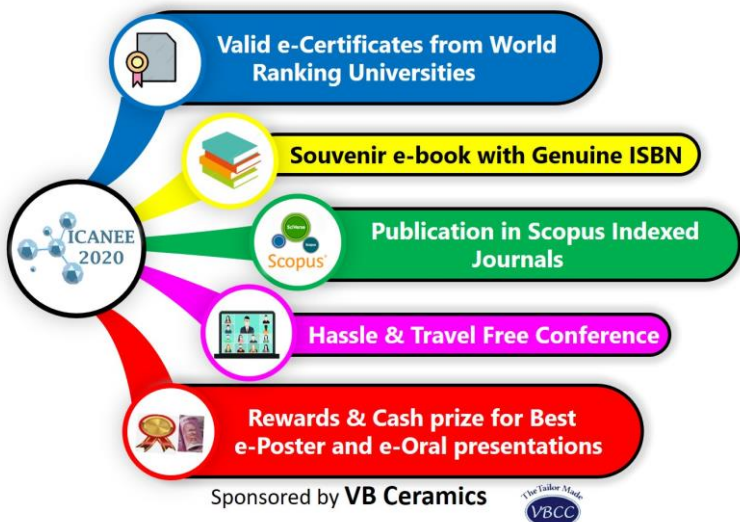 Valid e-Certificates from World
Ranking Universities
Souvenir e-book with Genuine ISBN
ICANEE
2020
Scopus®
Publication in Scopus Indexed
Journals
Hassle & Travel Free Conference
Rewards & Cash prize for Best
e-Poster and e-Oral presentations
Sponsored by VB Ceramics
The Tailor Made
VBCC